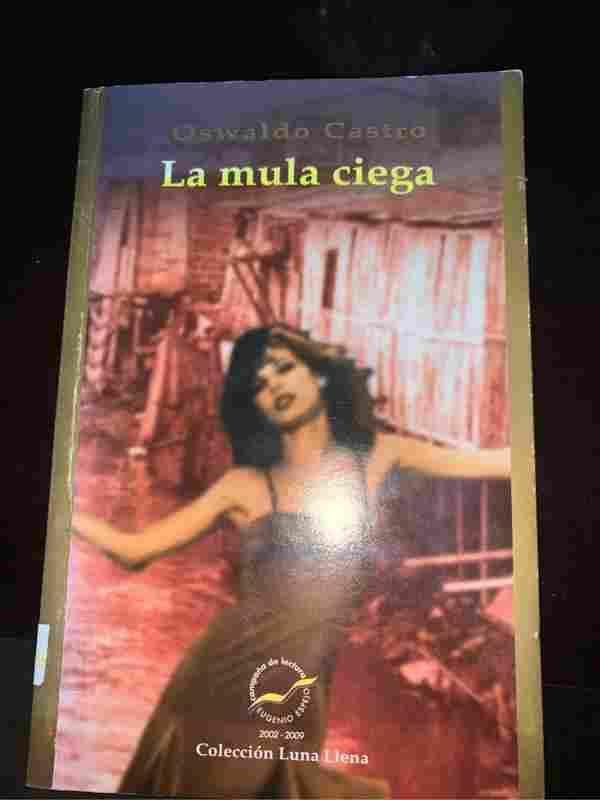 Oswaldo Castro
La mula ciega
campaña de lectura
EUGENIO ESPEJO
2002 - 2009
Colección Luna Llena